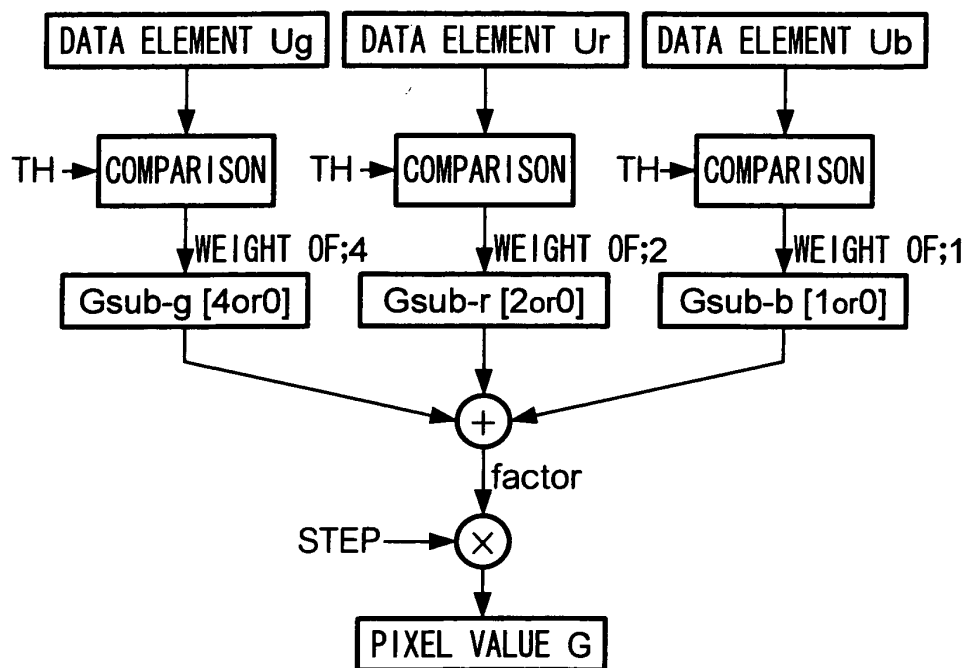 DATA ELEMENT Ug DATA ELEMENT Ur DATA ELEMENT Ub
TH COMPARISON TH COMPARISON TH COMPARISON
WEIGHT OF;4 WEIGHT OF;2 WEIGHT OF;1
Gsub-g [4or0] Gsub-r [2or0] Gsub-b [1or0]
+
factor
STEP ×
PIXEL VALUE G